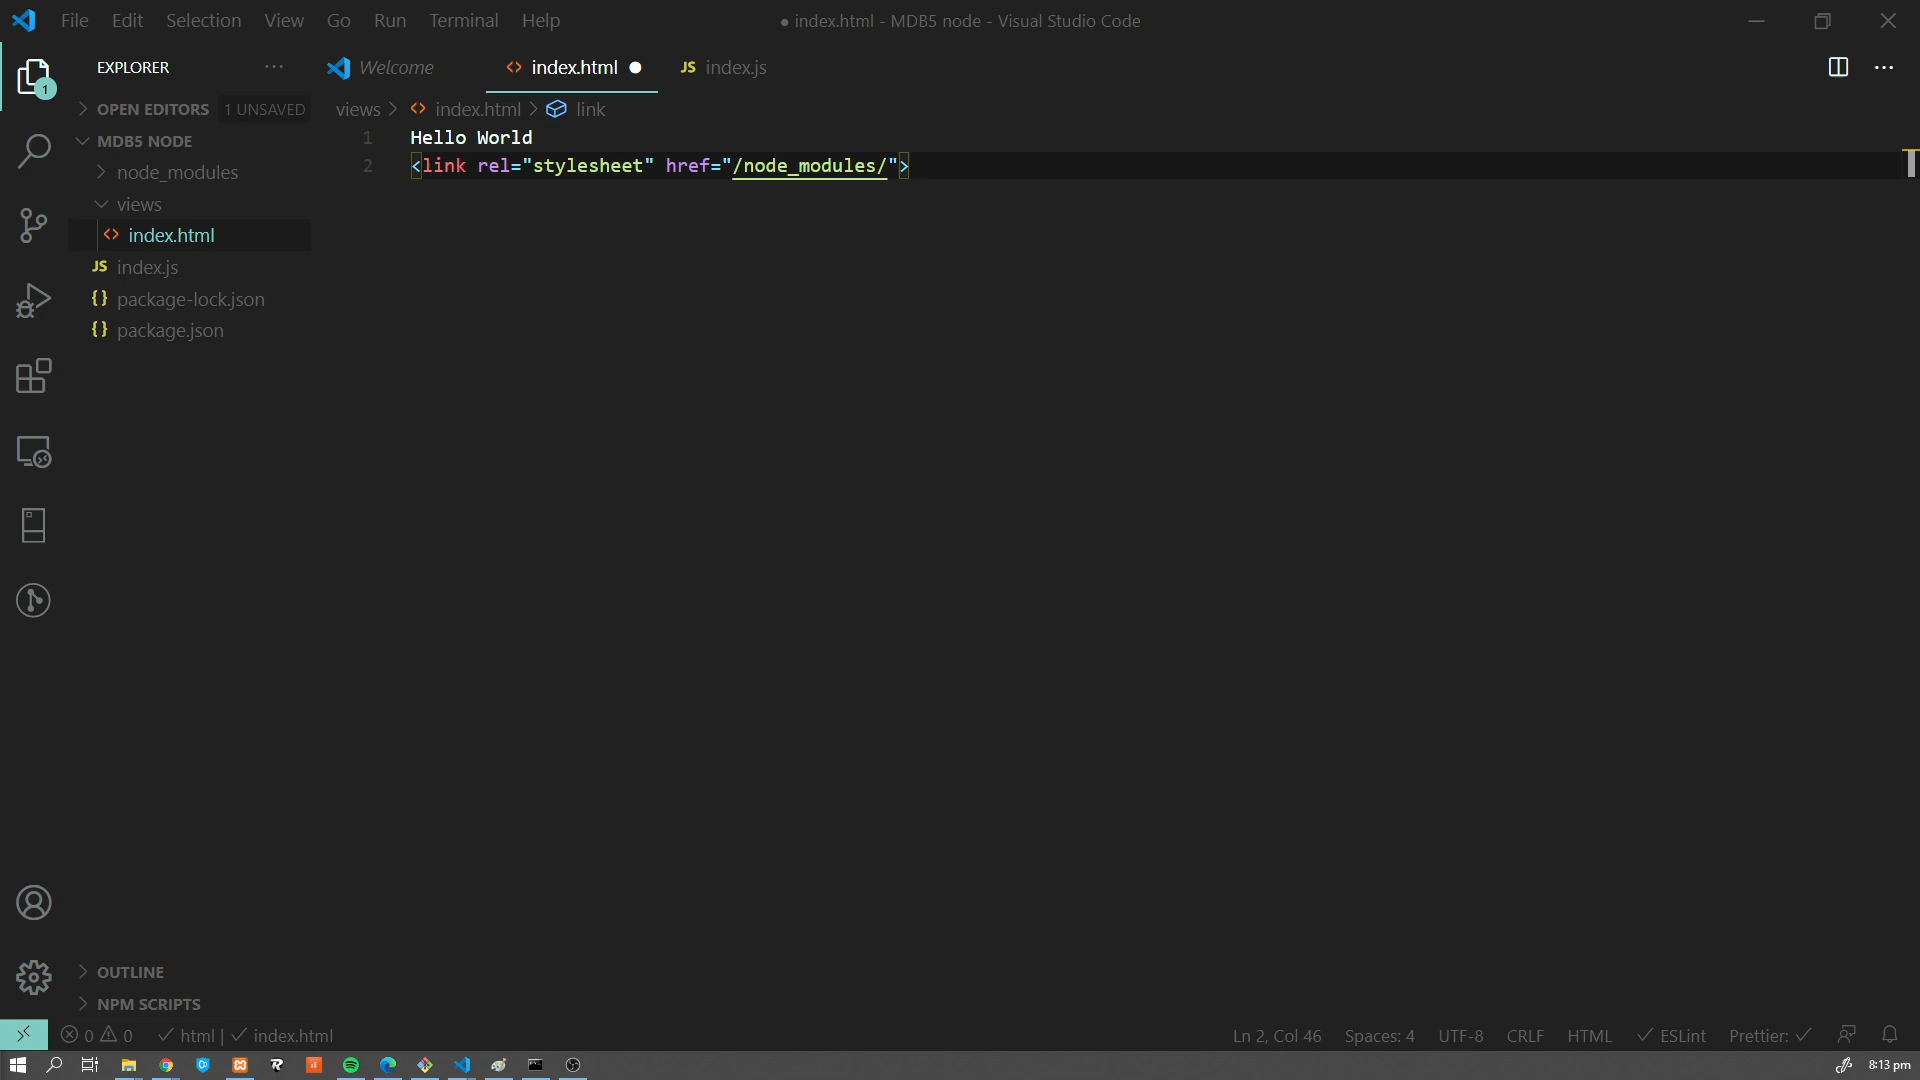 File Edit Selection View Go Run Terminal Help
● index.html - MDB5 node - Visual Studio Code
EXPLORER
Welcome
<> index.html ●
JS index.js
OPEN EDITORS 1 UNSAVED
views > <> index.html > link
MDB5 NODE
1 Hello World
2 <link rel="stylesheet" href="/node_modules/">
node_modules
views
<> index.html
JS index.js
{} package-lock.json
{} package.json
1
OUTLINE
NPM SCRIPTS
0 0 html | index.html
Ln 2, Col 46 Spaces: 4 UTF-8 CRLF HTML ESLint Prettier:
8:13 pm